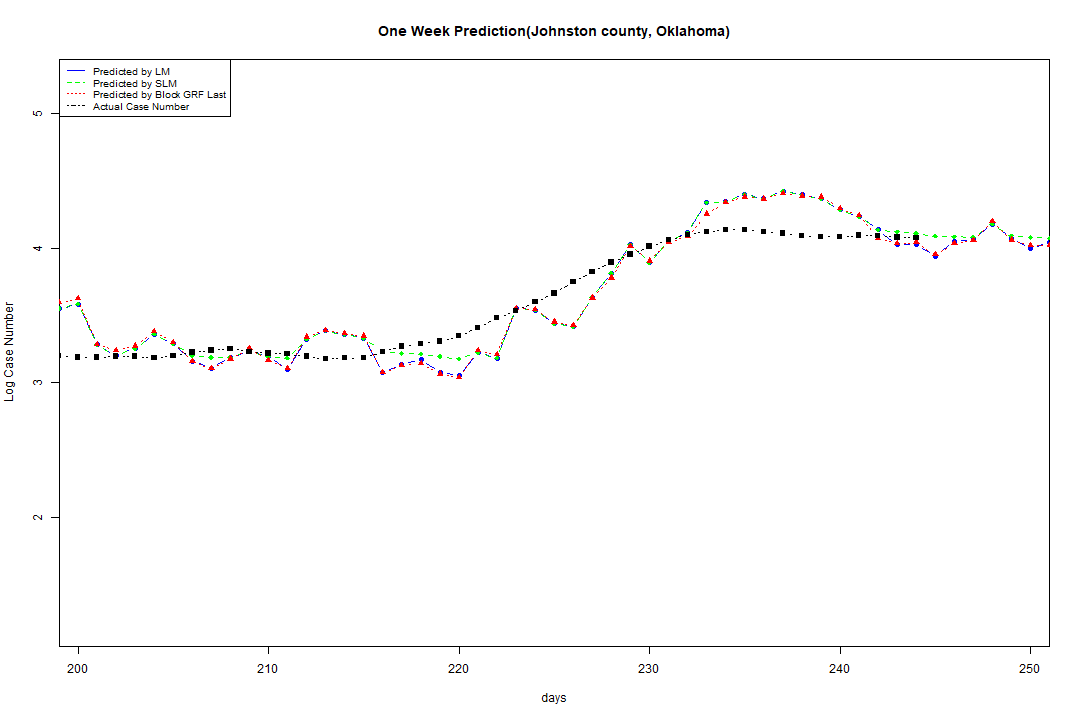 One Week Prediction(Johnston county, Oklahoma)
Predicted by LM
Predicted by SLM
Predicted by Block GRF Last
Actual Case Number
5
4
3
2
Log Case Number
200 210 220 230 240 250
days